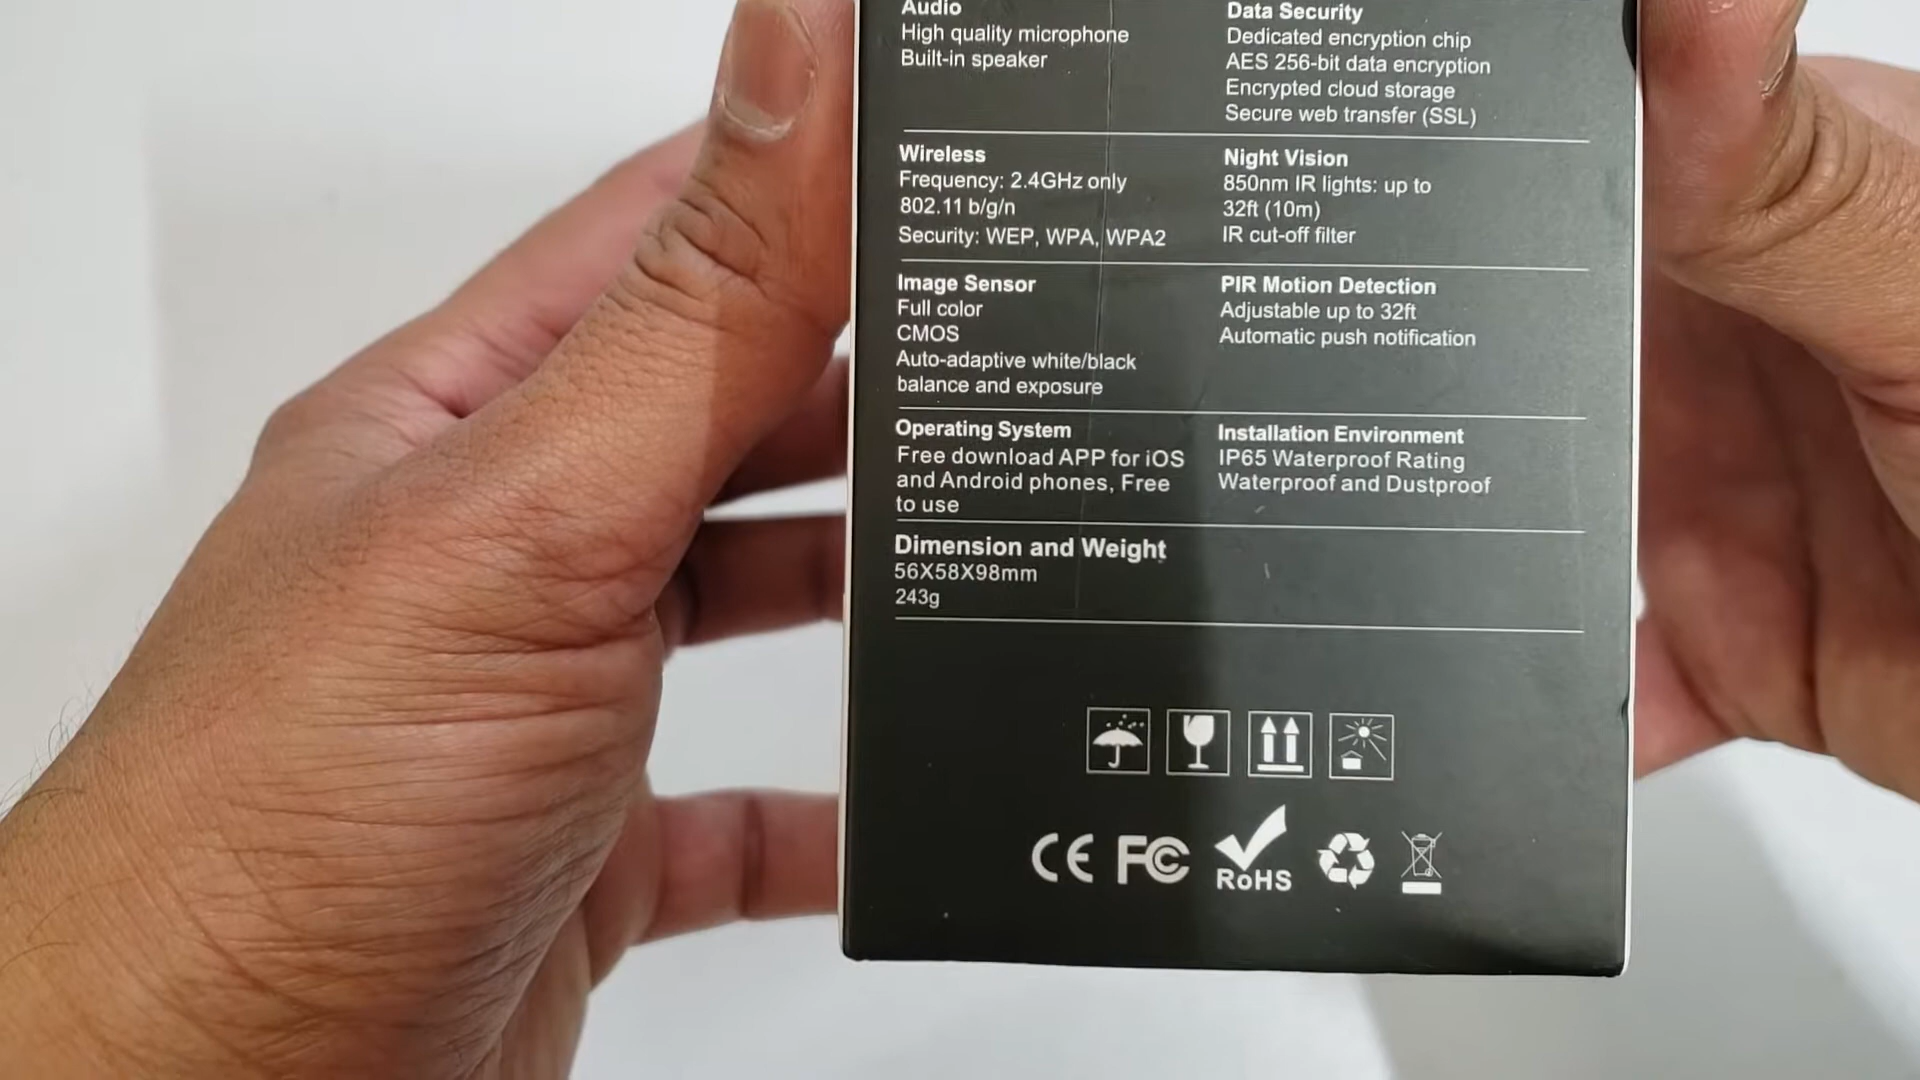 Audio
High quality microphone
Built-in speaker
Data Security
Dedicated encryption chip
AES 256-bit data encryption
Encrypted cloud storage
Secure web transfer (SSL)
Wireless
Frequency: 2.4GHz only
802.11 b/g/n
Security: WEP, WPA, WPA2
Night Vision
850nm IR lights: up to
32ft (10m)
IR cut-off filter
Image Sensor
Full color
CMOS
Auto-adaptive white/black
balance and exposure
PIR Motion Detection
Adjustable up to 32ft
Automatic push notification
Operating System
Free download APP for iOS
and Android phones, Free
to use
Installation Environment
IP65 Waterproof Rating
Waterproof and Dustproof
Dimension and Weight
56X58X98mm
243g
CE FC RoHS